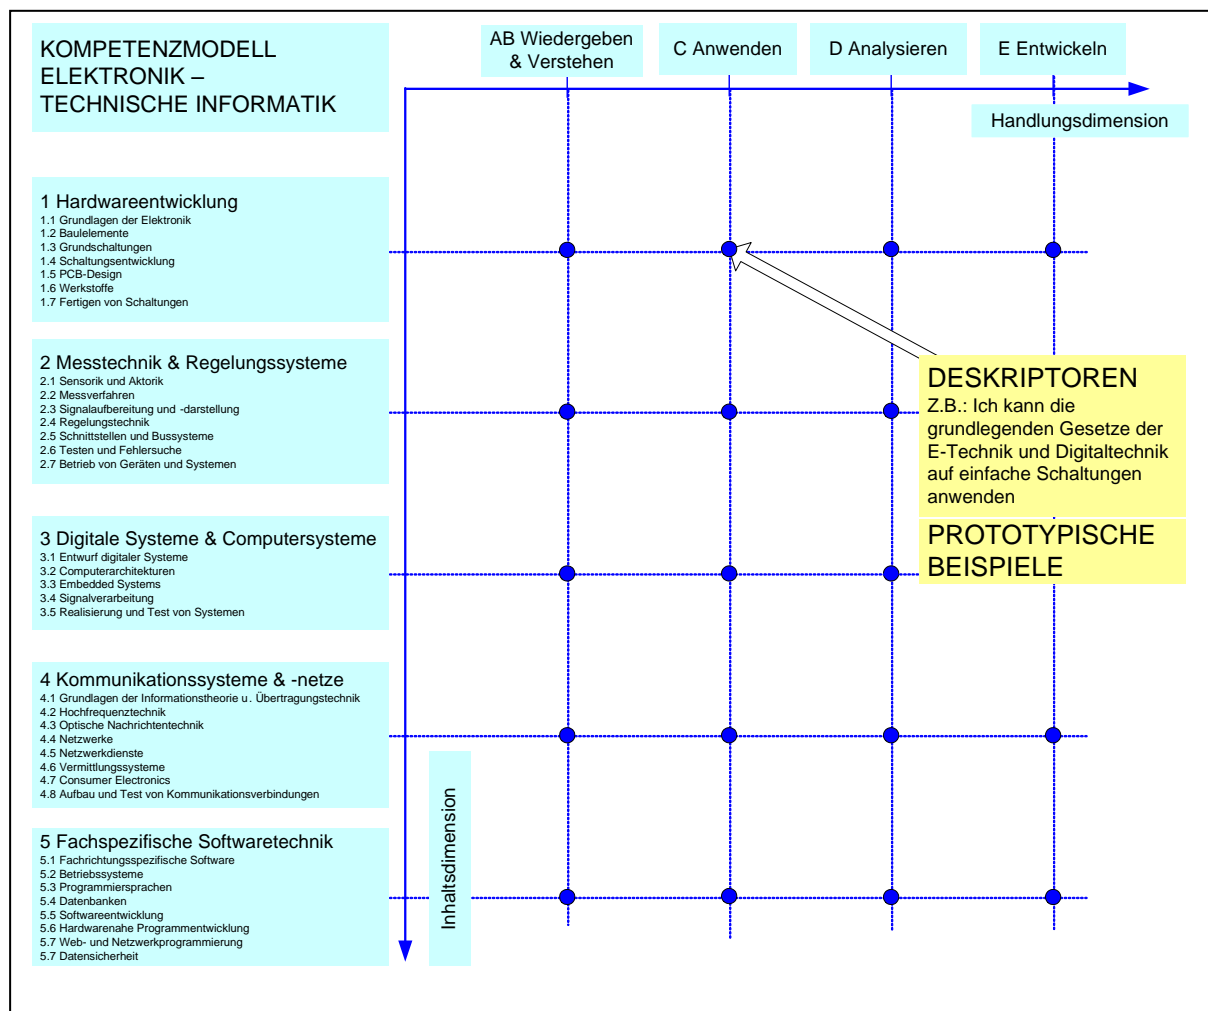 KOMPETENZMODELL
ELEKTRONIK –
TECHNISCHE INFORMATIK
AB Wiedergeben
& Verstehen
C Anwenden
D Analysieren
E Entwickeln
Handlungsdimension
1 Hardwareentwicklung
1.1 Grundlagen der Elektronik
1.2 Baulelemente
1.3 Grundschaltungen
1.4 Schaltungsentwicklung
1.5 PCB-Design
1.6 Werkstoffe
1.7 Fertigen von Schaltungen
2 Messtechnik & Regelungssysteme
2.1 Sensorik und Aktorik
2.2 Messverfahren
2.3 Signalaufbereitung und -darstellung
2.4 Regelungstechnik
2.5 Schnittstellen und Bussysteme
2.6 Testen und Fehlersuche
2.7 Betrieb von Geräten und Systemen
DESKRIPTOREN
Z.B.: Ich kann die
grundlegenden Gesetze der
E-Technik und Digitaltechnik
auf einfache Schaltungen
anwenden
PROTOTYPISCHE
BEISPIELE
3 Digitale Systeme & Computersysteme
3.1 Entwurf digitaler Systeme
3.2 Computerarchitekturen
3.3 Embedded Systems
3.4 Signalverarbeitung
3.5 Realisierung und Test von Systemen
4 Kommunikationssysteme & -netze
4.1 Grundlagen der Informationstheorie u. Übertragungstechnik
4.2 Hochfrequenztechnik
4.3 Optische Nachrichtentechnik
4.4 Netzwerke
4.5 Netzwerkdienste
4.6 Vermittlungssysteme
4.7 Consumer Electronics
4.8 Aufbau und Test von Kommunikationsverbindungen
Inhaltsdimension
5 Fachspezifische Softwaretechnik
5.1 Fachrichtungsspezifische Software
5.2 Betriebssysteme
5.3 Programmiersprachen
5.4 Datenbanken
5.5 Softwareentwicklung
5.6 Hardwarenahe Programmentwicklung
5.7 Web- und Netzwerkprogrammierung
5.7 Datensicherheit